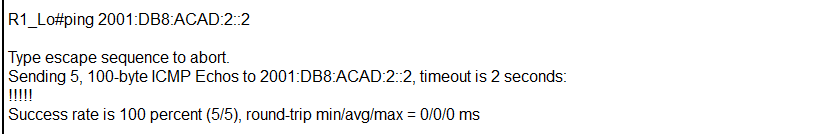 R1_Lo#ping 2001:DB8:ACAD:2::2
Type escape sequence to abort.
Sending 5, 100-byte ICMP Echos to 2001:DB8:ACAD:2::2, timeout is 2 seconds:
!!!!!
Success rate is 100 percent (5/5), round-trip min/avg/max = 0/0/0 ms